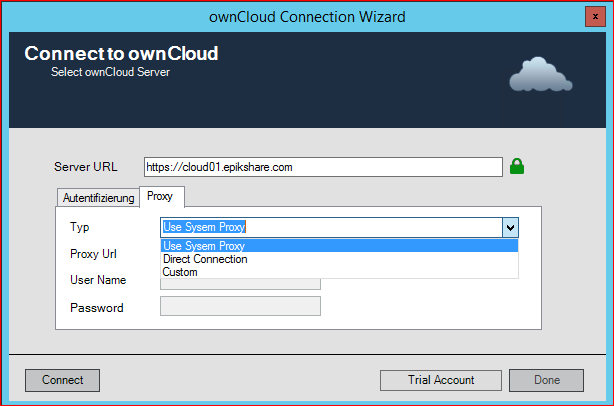 ownCloud Connection Wizard
x
Connect to ownCloud
Select ownCloud Server
Server URL https://cloud01.epikshare.com
Autentifizierung Proxy
Typ Use Sysem Proxy
Use Sysem Proxy
Proxy Url Direct Connection
Custom
User Name
Password
Connect Trial Account Done